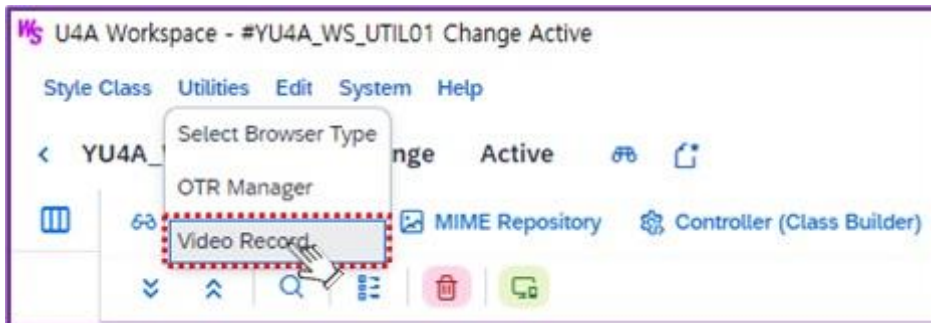 WS U4A Workspace - #YU4A_WS_UTIL01 Change Active
Style Class Utilities Edit System Help
Select Browser Type
YU4A_ nge Active
OTR Manager
MIME Repository Controller (Class Builder)
Video Record